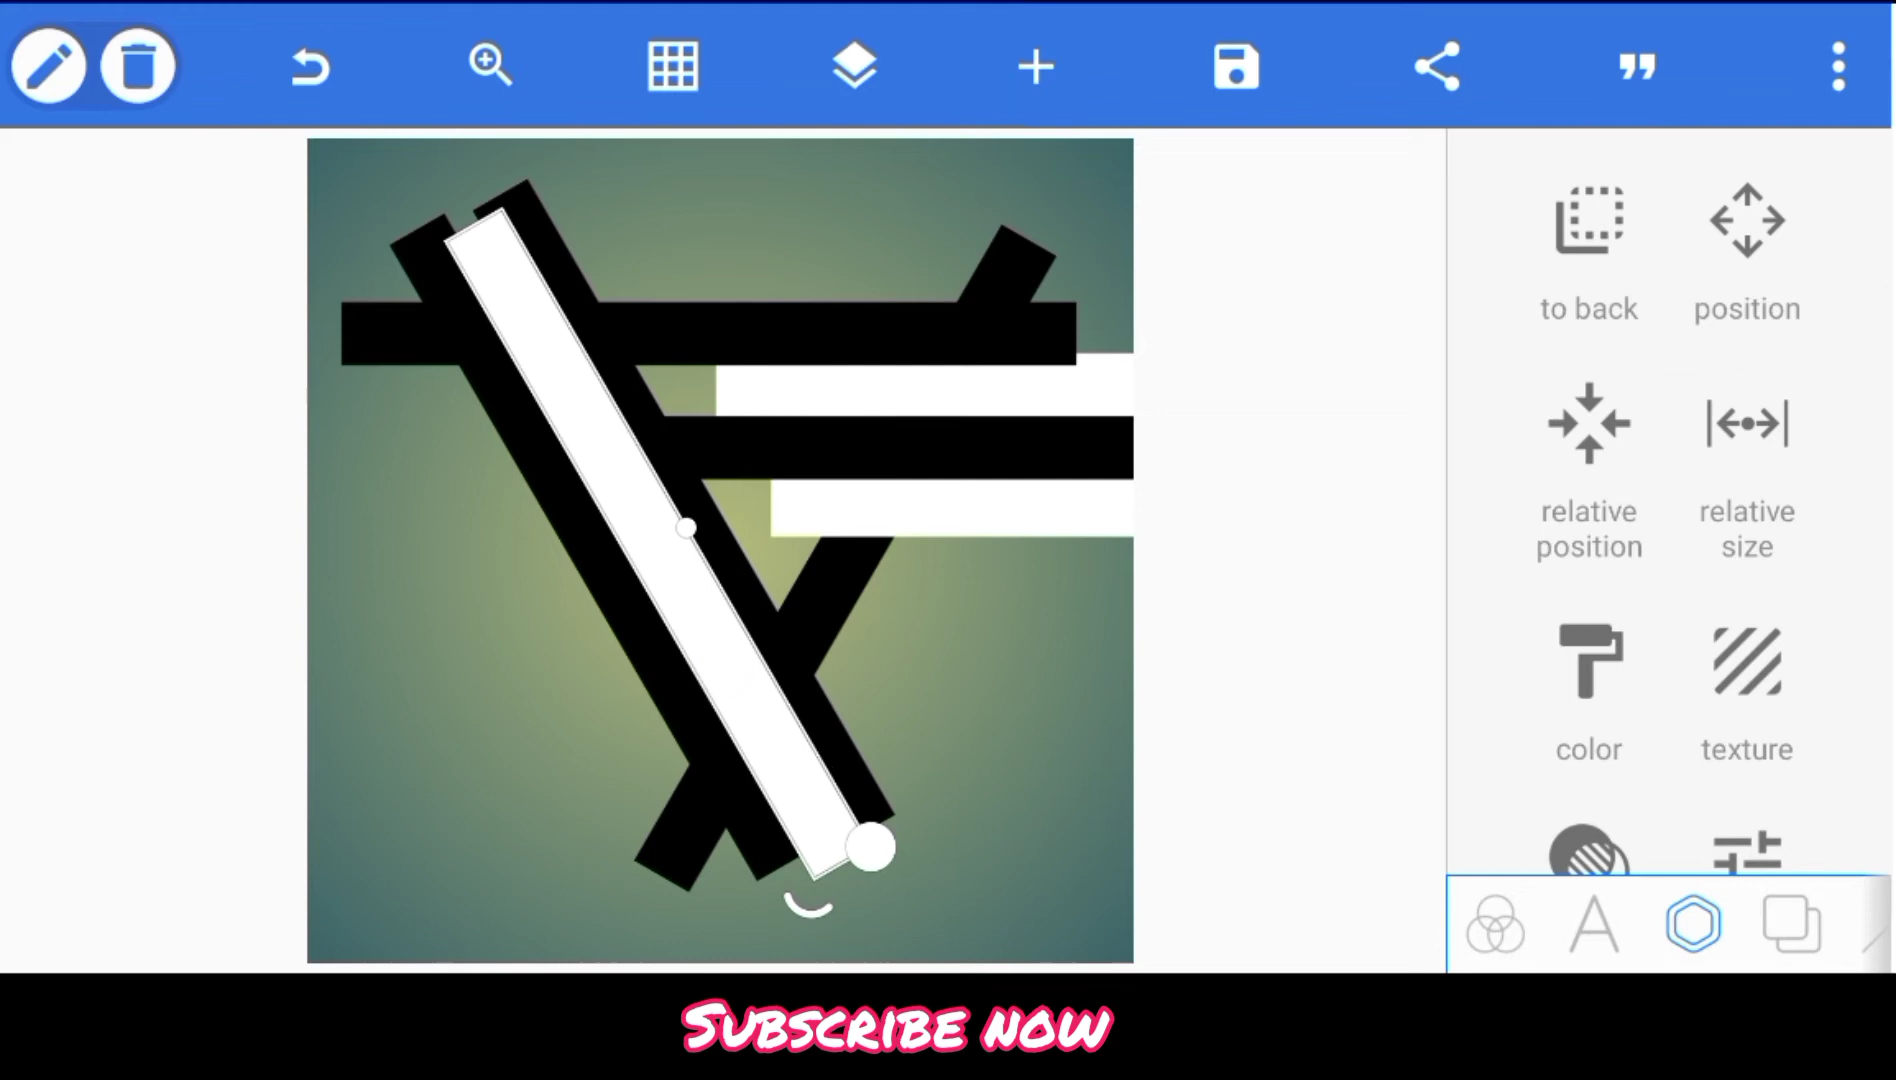 to back
position
relative
position
relative
size
color
texture
SUBSCRIBE NOW